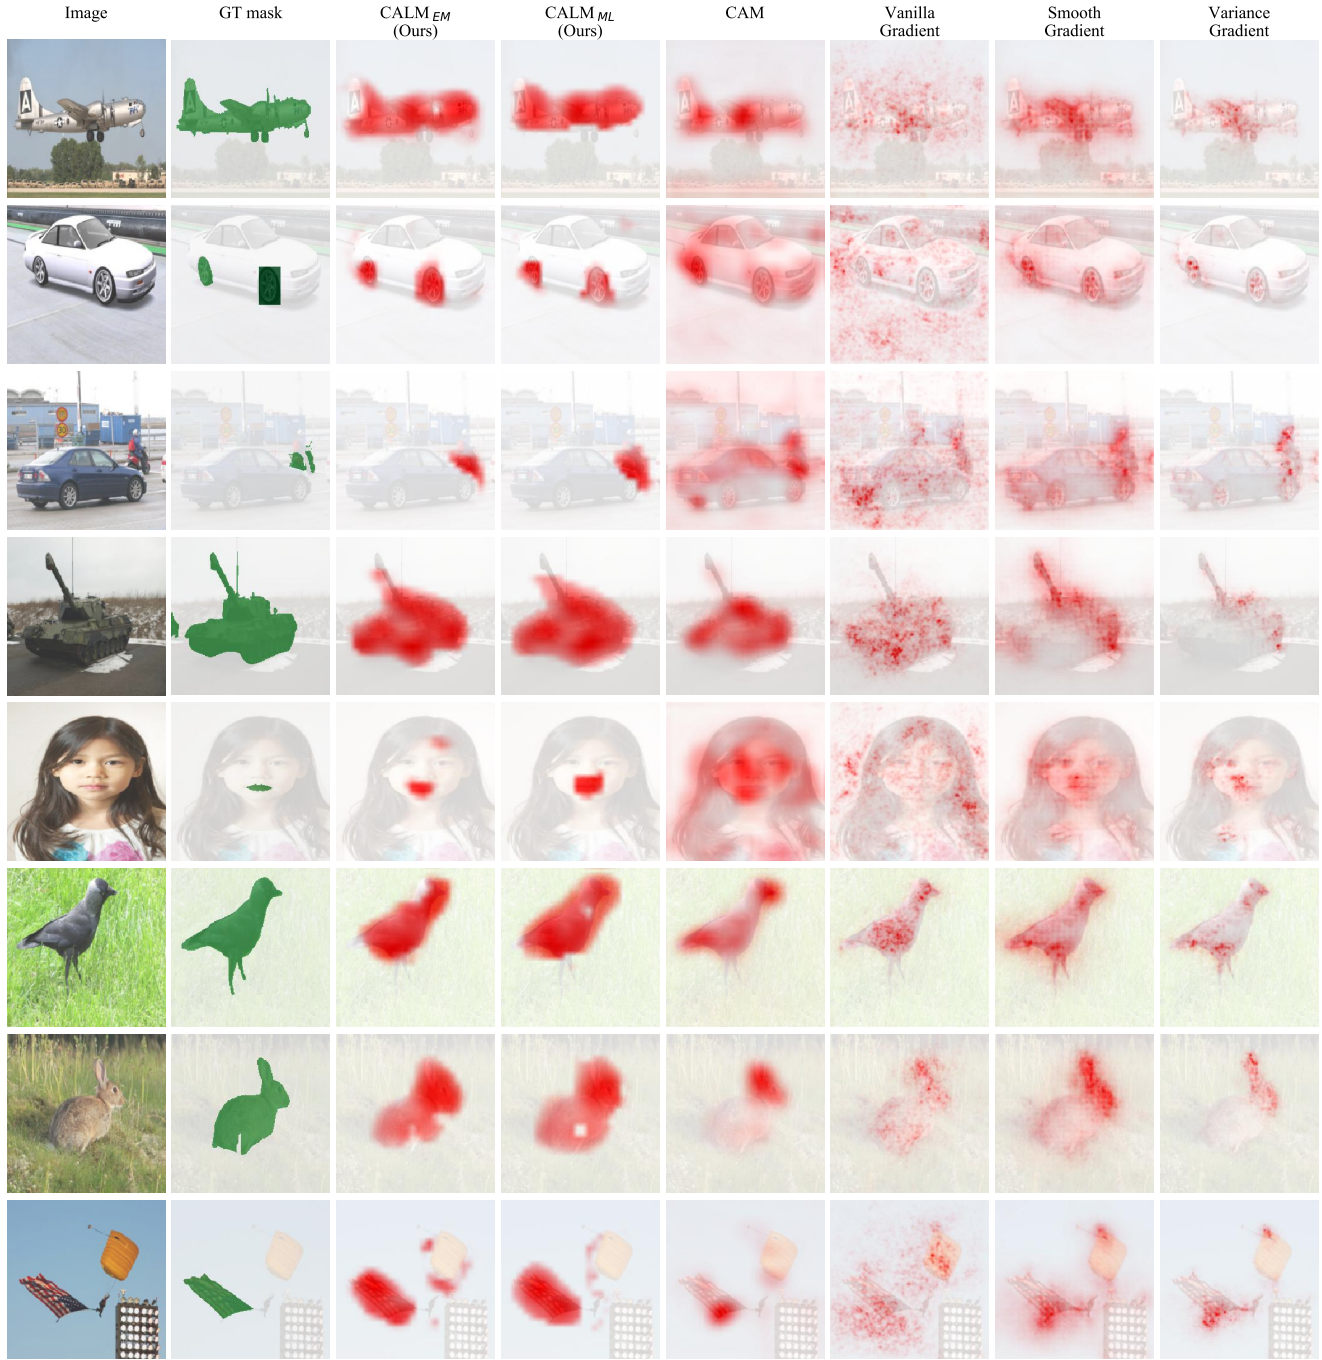 Image
GT mask
CALM EM
(Ours)
CALM ML
(Ours)
CAM
Vanilla
Gradient
Smooth
Gradient
Variance
Gradient
A